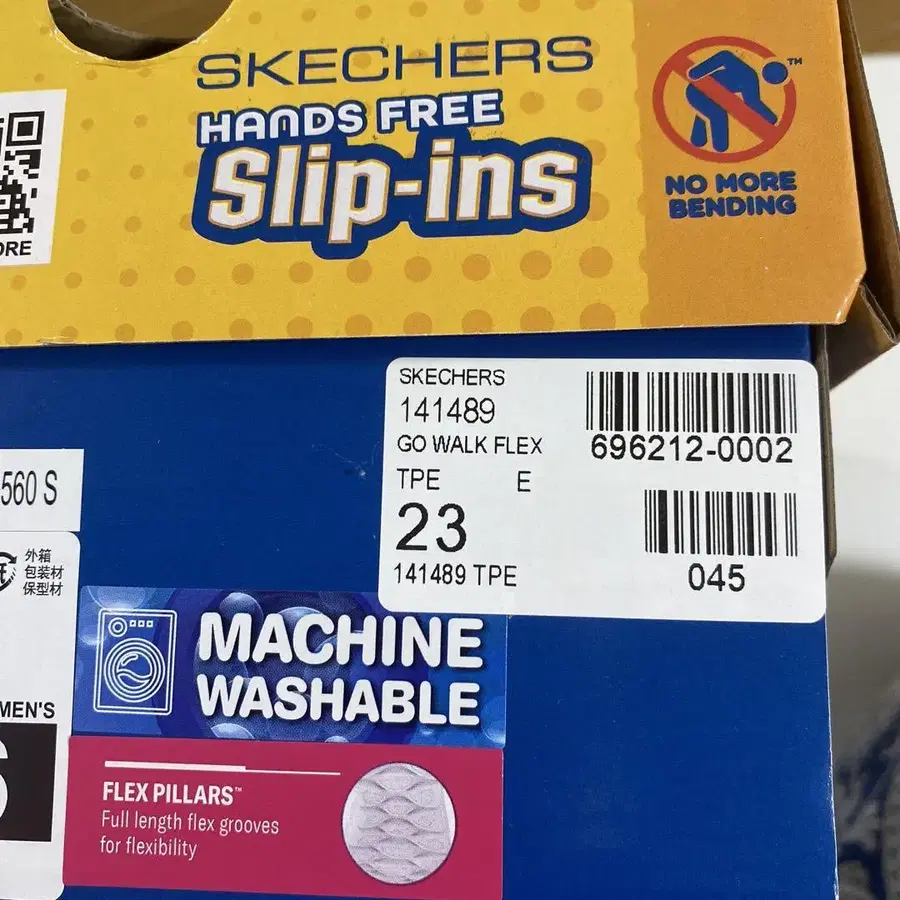 SKECHERS
HANDS FREE
Slip-ins
TM
NO MORE
BENDING
ORE
SKECHERS
141489
GO WALK FLEX
696212-0002
TPE E
23
045
141489 TPE
560 S
外箱
包装材
保型材
MEN'S
MACHINE
WASHABLE
FLEX PILLARS™
Full length flex grooves
for flexibility